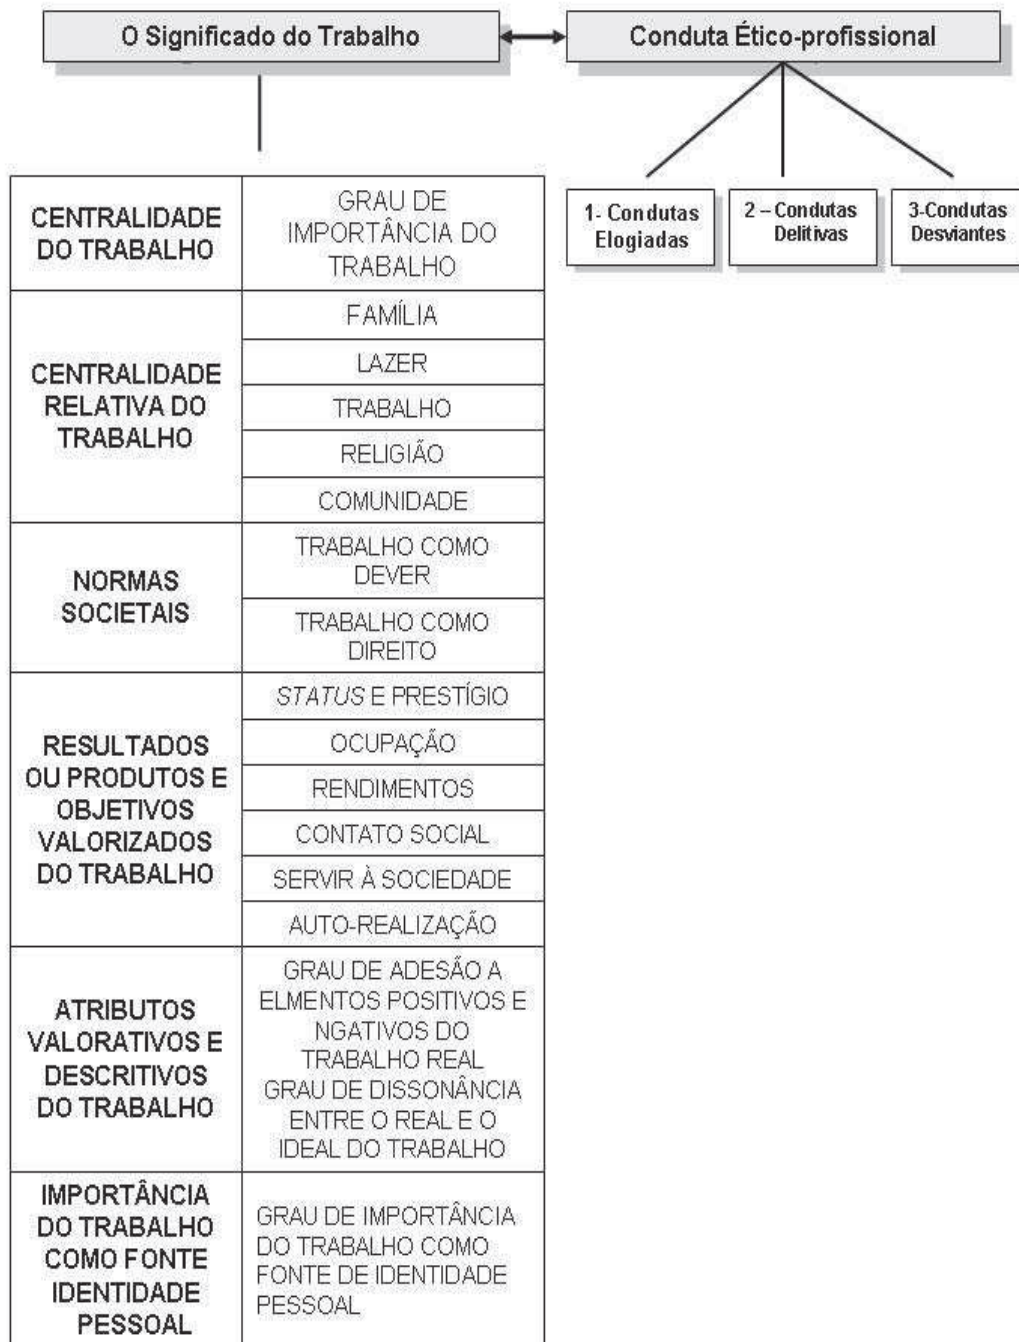 O Significado do Trabalho
Conduta Ético-profissional
1- Condutas
Elogiadas
2 – Condutas
Delitivas
3-Condutas
Desviantes
CENTRALIDADE
DO TRABALHO
GRAU DE
IMPORTÂNCIA DO
TRABALHO
CENTRALIDADE
RELATIVA DO
TRABALHO
FAMÍLIA
LAZER
TRABALHO
RELIGIÃO
COMUNIDADE
NORMAS
SOCIETAIS
TRABALHO COMO
DEVER
TRABALHO COMO
DIREITO
RESULTADOS
OU PRODUTOS E
OBJETIVOS
VALORIZADOS
DO TRABALHO
STATUS E PRESTÍGIO
OCUPAÇÃO
RENDIMENTOS
CONTATO SOCIAL
SERVIR À SOCIEDADE
AUTO-REALIZAÇÃO
ATRIBUTOS
VALORATIVOS E
DESCRITIVOS
DO TRABALHO
GRAU DE ADESÃO A
ELMENTOS POSITIVOS E
NGATIVOS DO
TRABALHO REAL
GRAU DE DISSONÂNCIA
ENTRE O REAL E O
IDEAL DO TRABALHO
IMPORTÂNCIA
DO TRABALHO
COMO FONTE
IDENTIDADE
PESSOAL
GRAU DE IMPORTÂNCIA
DO TRABALHO COMO
FONTE DE IDENTIDADE
PESSOAL